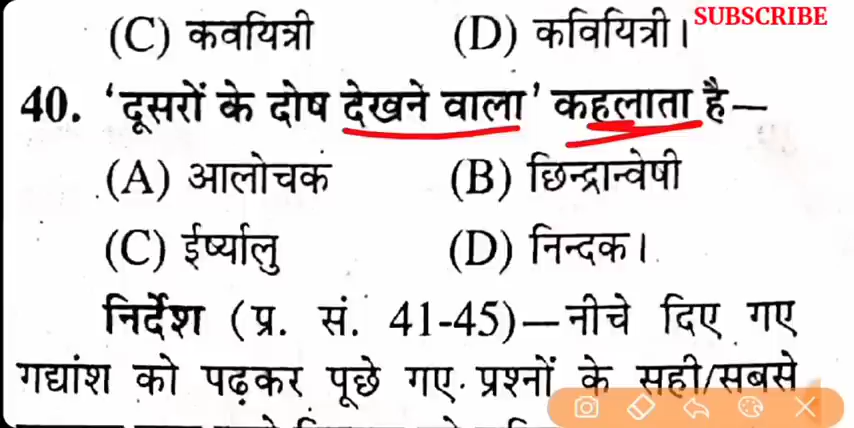 (C) कवयित्री (D) कवियित्री। SUBSCRIBE
40. 'दूसरों के दोष देखने वाला' कहलाता है—
(A) आलोचक (B) छिन्द्रान्वेषी
(C) ईर्ष्यालु (D) निन्दक।
निर्देश (प्र. सं. 41-45)—नीचे दिए गए
गद्यांश को पढ़कर पूछे गए प्रश्नों के सही/सबसे